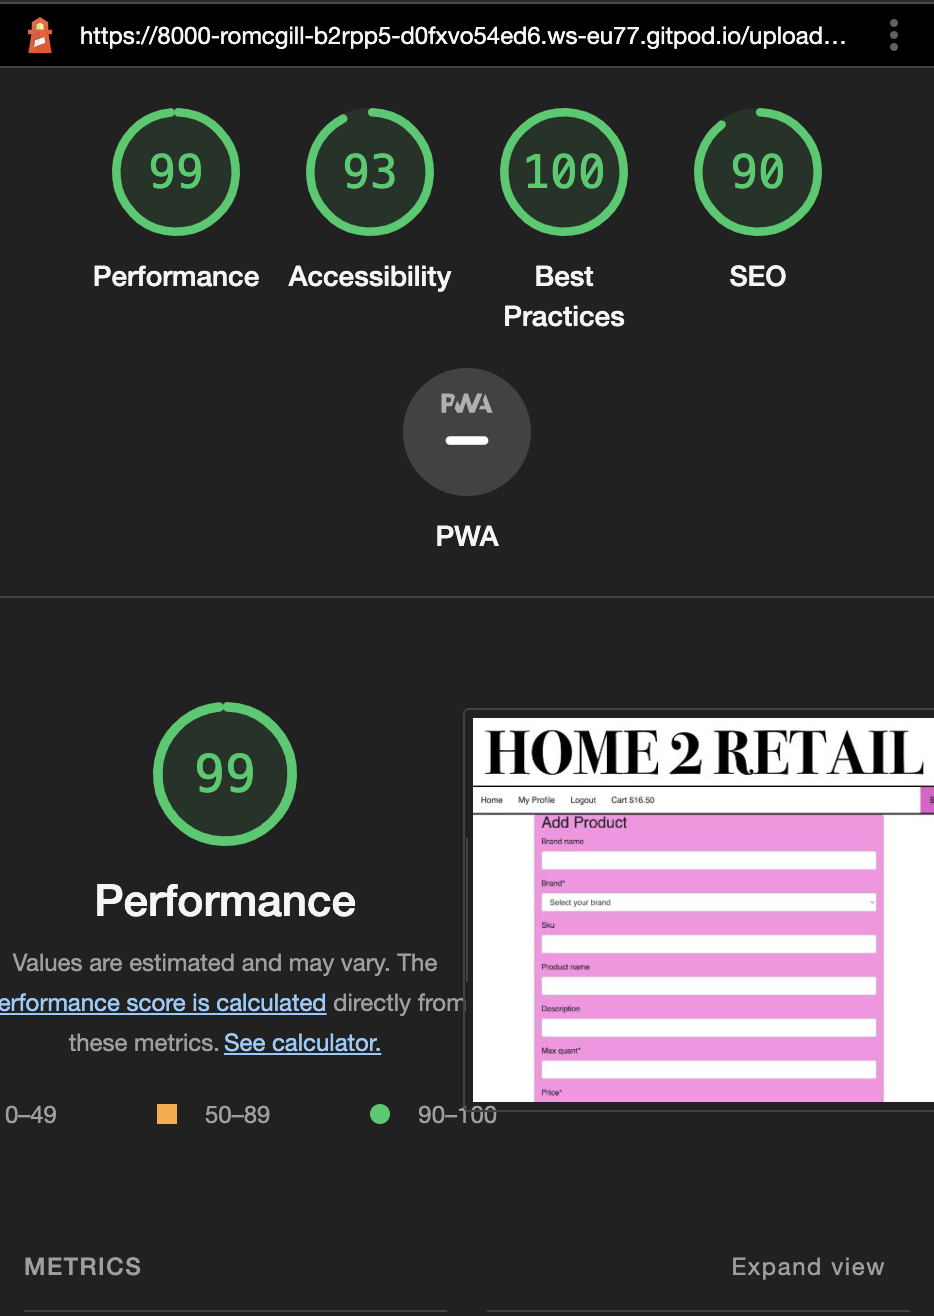 https://8000-romcgill-b2rpp5-d0fxvo54ed6.ws-eu77.gitpod.io/upload…
99
93
100
90
Performance
Accessibility
Best
Practices
SEO
PWA
PWA
99
Performance
Values are estimated and may vary. The
erformance score is calculated directly from
these metrics. See calculator.
0–49
50–89
90–100
HOME 2 RETAIL
Home
My Profile
Logout
Cart $16.50
Add Product
Brand name
Brand*
Select your brand
Sku
Product name
Description
Max quant*
Price*
METRICS
Expand view